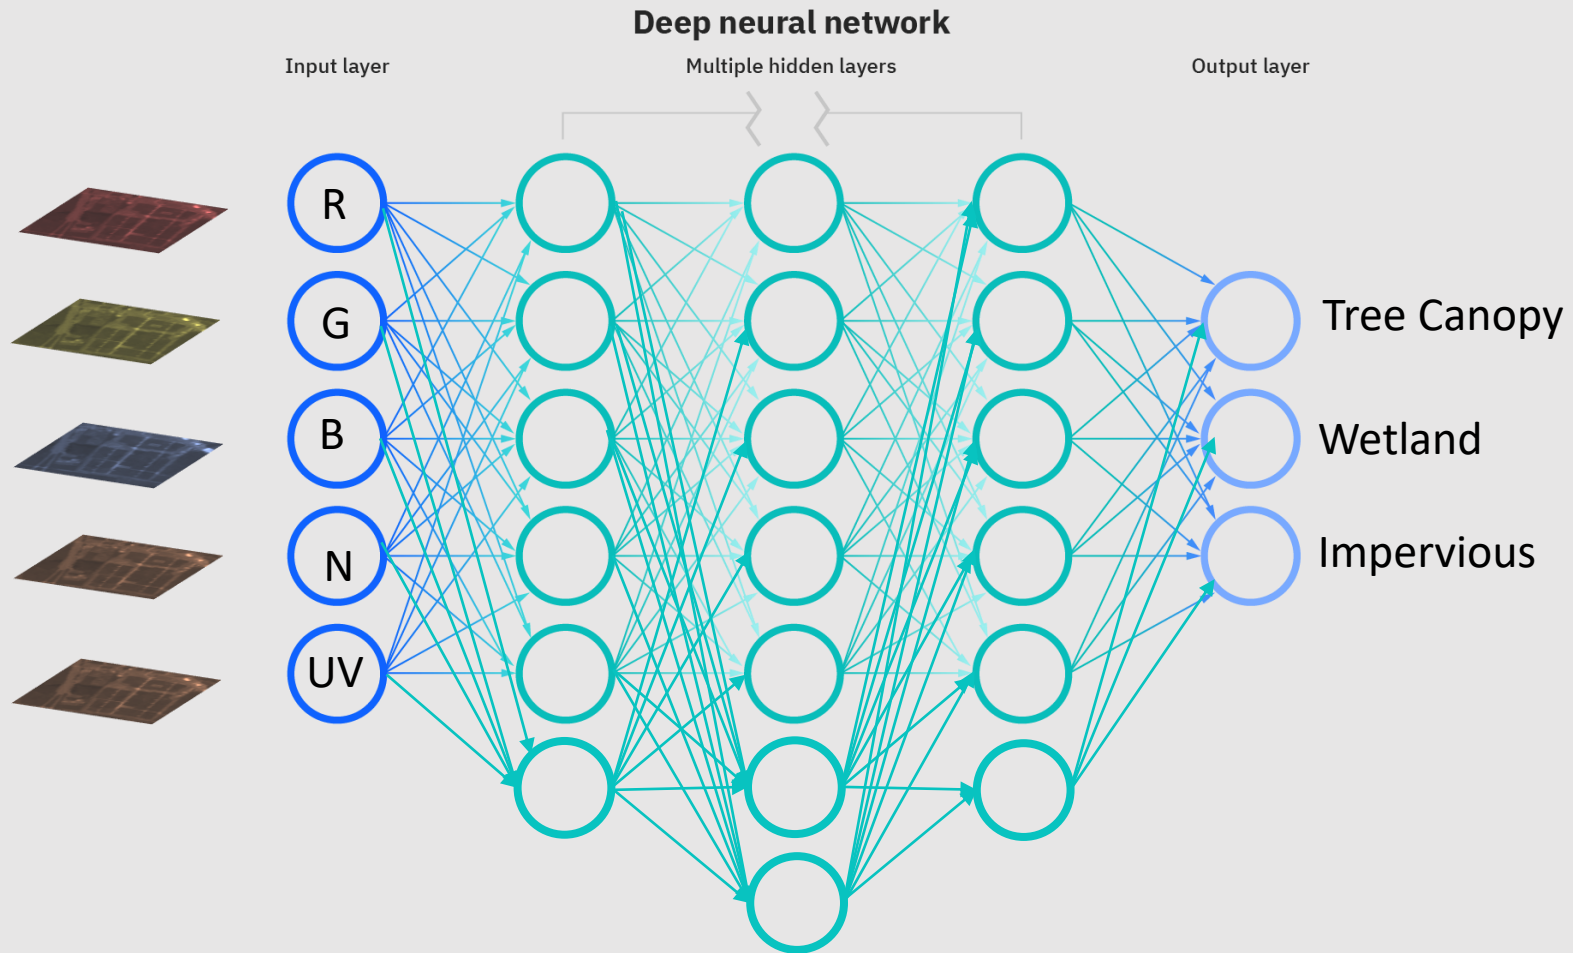 Deep neural network
Input layer
Multiple hidden layers
Output layer
R
G
B
N
UV
Tree Canopy
Wetland
Impervious